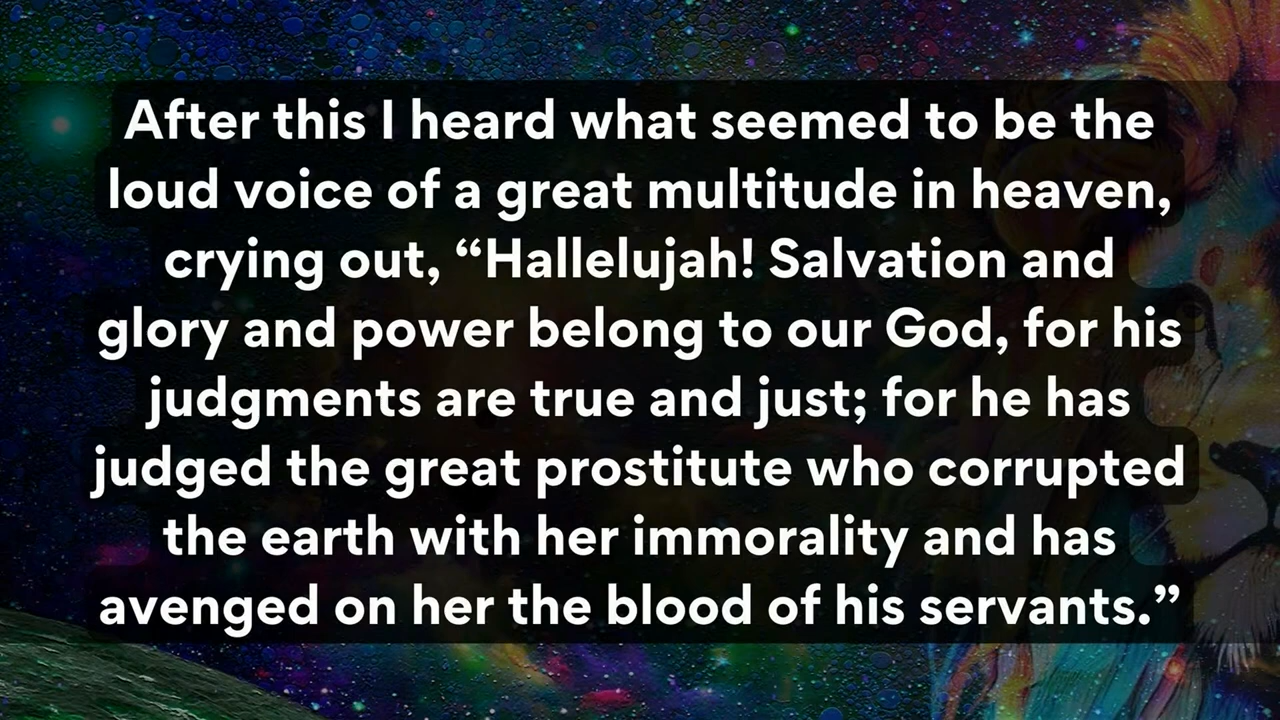 After this I heard what seemed to be the
loud voice of a great multitude in heaven,
crying out, “Hallelujah! Salvation and
glory and power belong to our God, for his
judgments are true and just; for he has
judged the great prostitute who corrupted
the earth with her immorality and has
avenged on her the blood of his servants.”